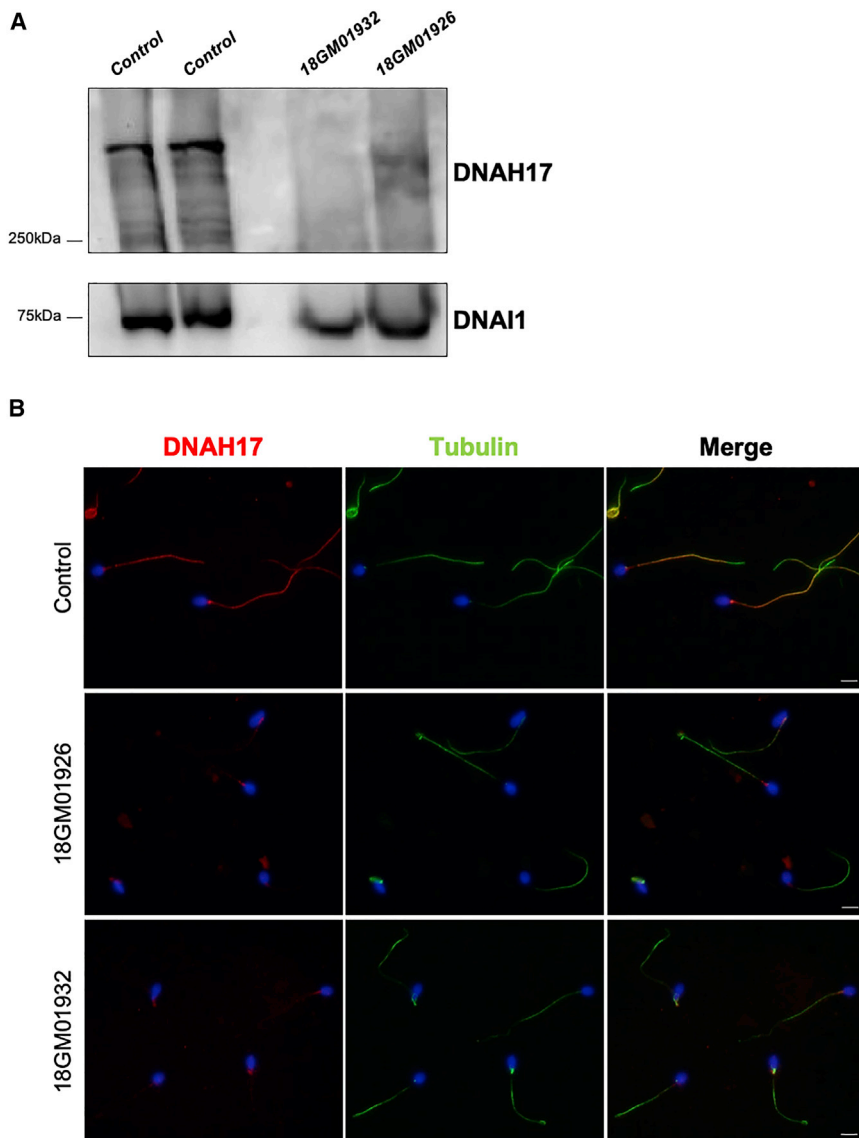 A
Control
Control
18GM01932
18GM01926
DNAH17
250kDa
75kDa
DNAI1
B
DNAH17
Tubulin
Merge
Control
18GM01926
18GM01932